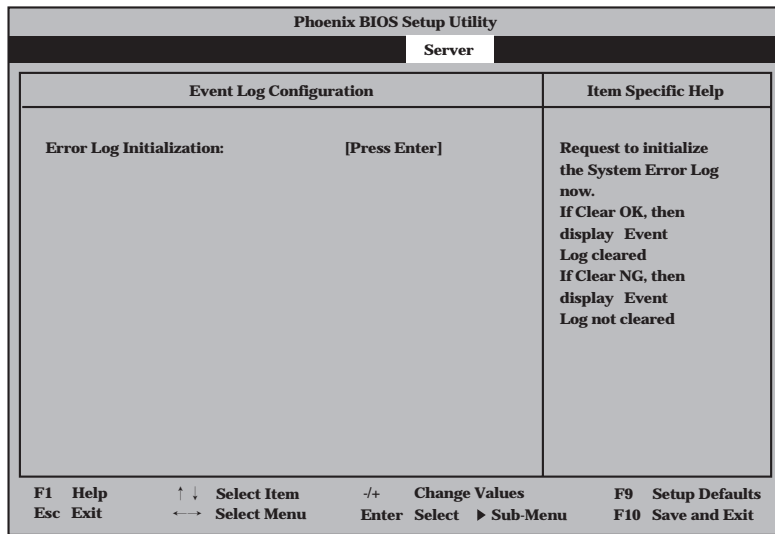 Phoenix BIOS Setup Utility
Server
Event Log Configuration
Item Specific Help
Error Log Initialization: [Press Enter]
Request to initialize
the System Error Log
now.
If Clear OK, then
display Event
Log cleared
If Clear NG, then
display Event
Log not cleared
F1 Help ↑ ↓ Select Item -/+ Change Values F9 Setup Defaults
Esc Exit ←→ Select Menu Enter Select ▶ Sub-Menu F10 Save and Exit